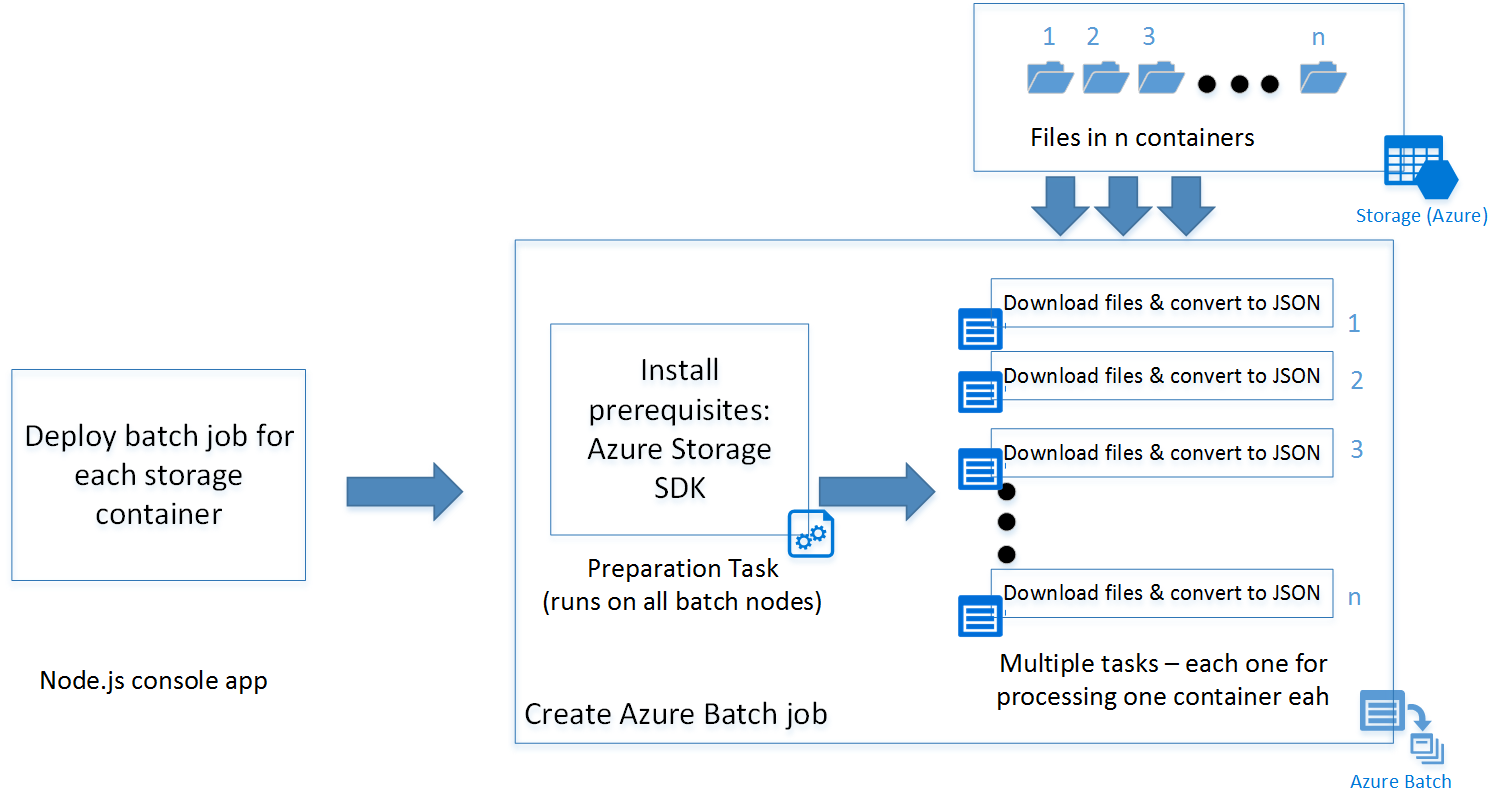 1 2 3 n
Files in n containers
Storage (Azure)
Deploy batch job for
each storage
container
Node.js console app
Install
prerequisites:
Azure Storage
SDK
Preparation Task
(runs on all batch nodes)
Create Azure Batch job
Download files & convert to JSON
1
Download files & convert to JSON
2
Download files & convert to JSON
3
Download files & convert to JSON
n
Multiple tasks – each one for
processing one container eah
Azure Batch